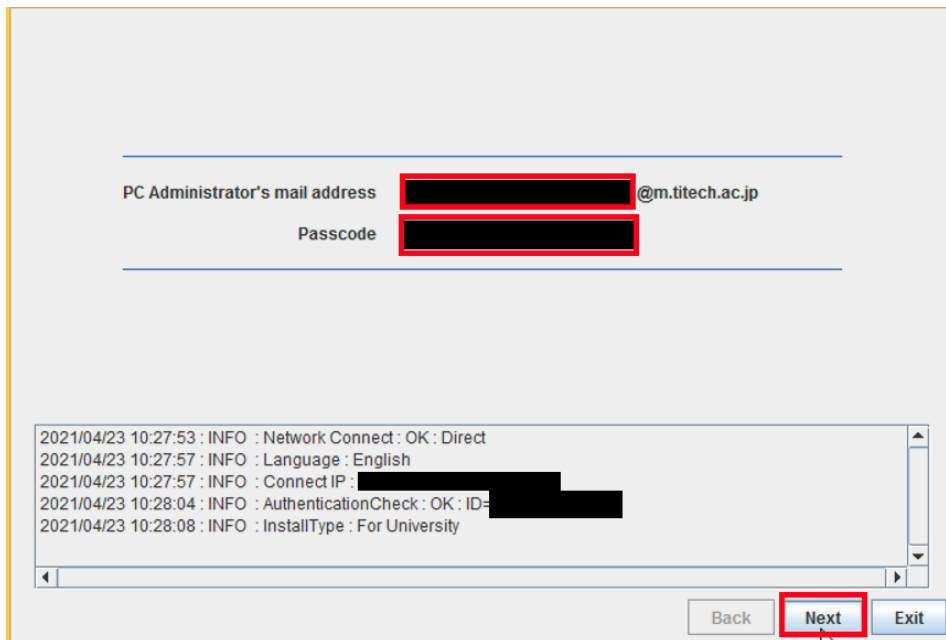 PC Administrator's mail address @m.titech.ac.jp
Passcode
2021/04/23 10:27:53 : INFO : Network Connect : OK : Direct
2021/04/23 10:27:57 : INFO : Language : English
2021/04/23 10:27:57 : INFO : Connect IP :
2021/04/23 10:28:04 : INFO : AuthenticationCheck : OK : ID=
2021/04/23 10:28:08 : INFO : InstallType : For University
Back Next Exit